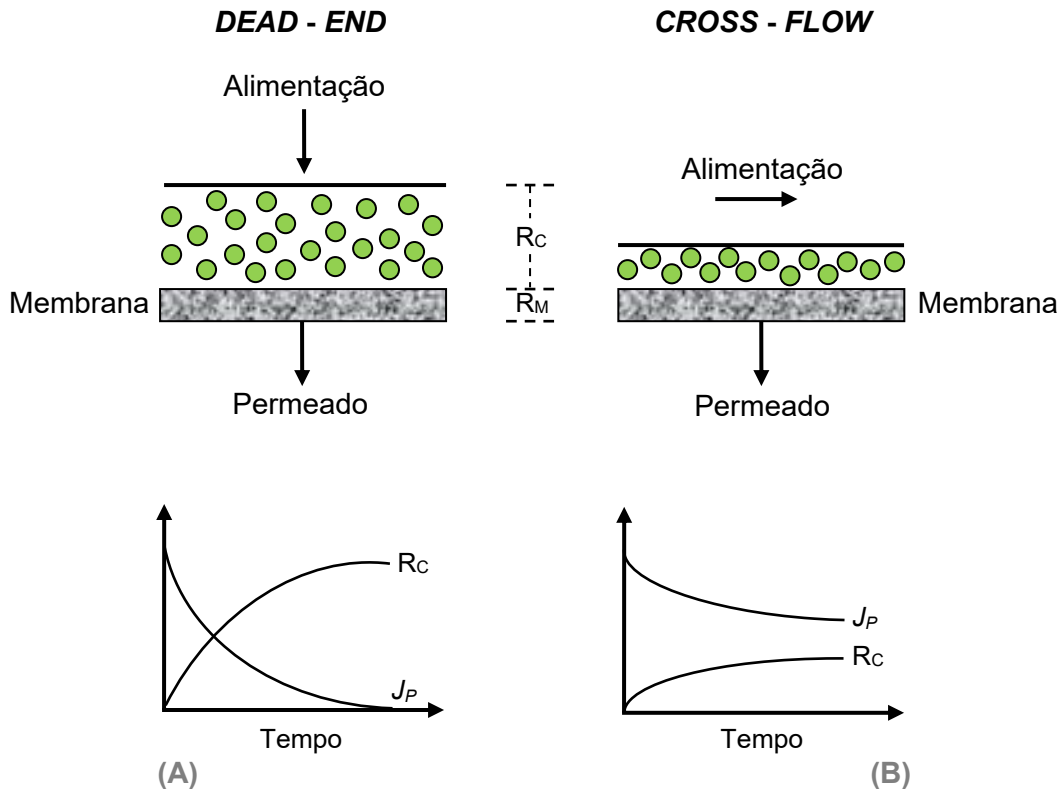 DEAD - END
CROSS - FLOW
Alimentação
Alimentação
RC
RM
Membrana
Membrana
Permeado
Permeado
RC
JP
JP
RC
Tempo
Tempo
(A)
(B)